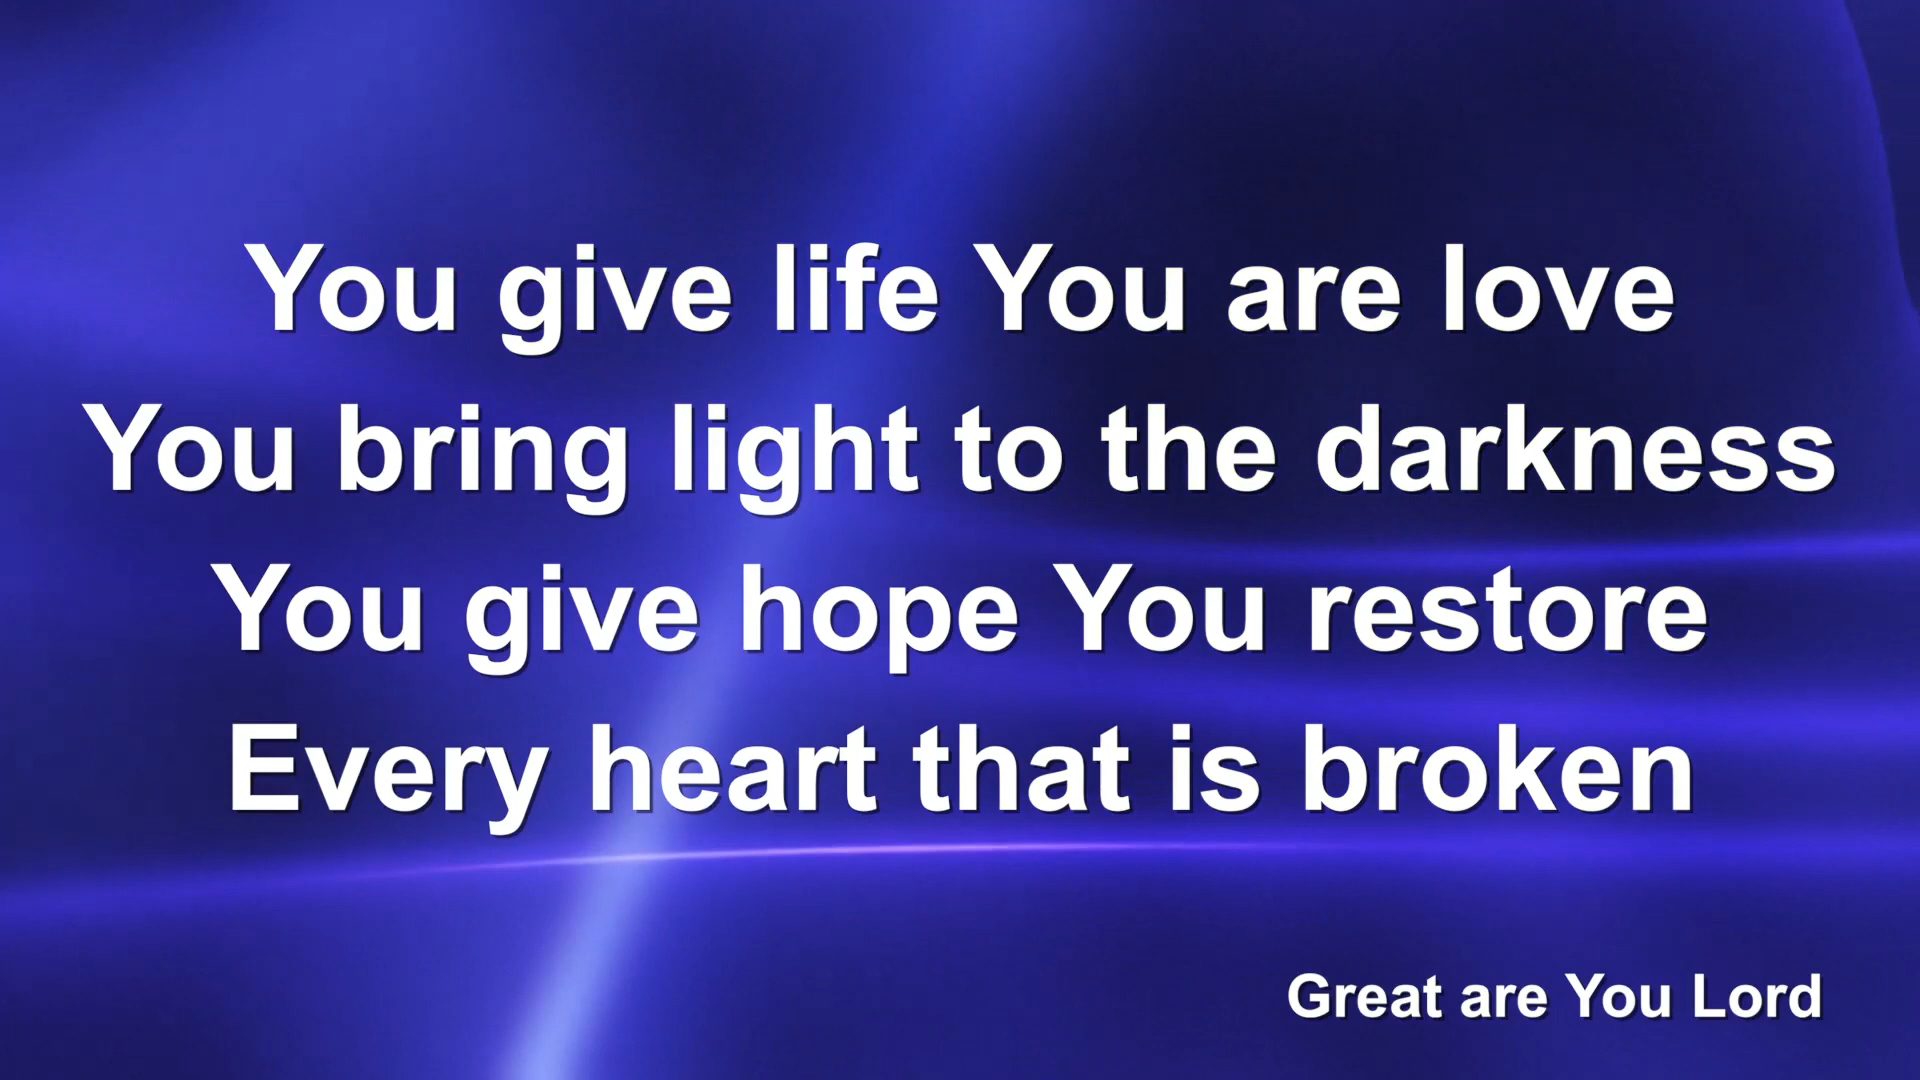 You give life You are love
You bring light to the darkness
You give hope You restore
Every heart that is broken
Great are You Lord